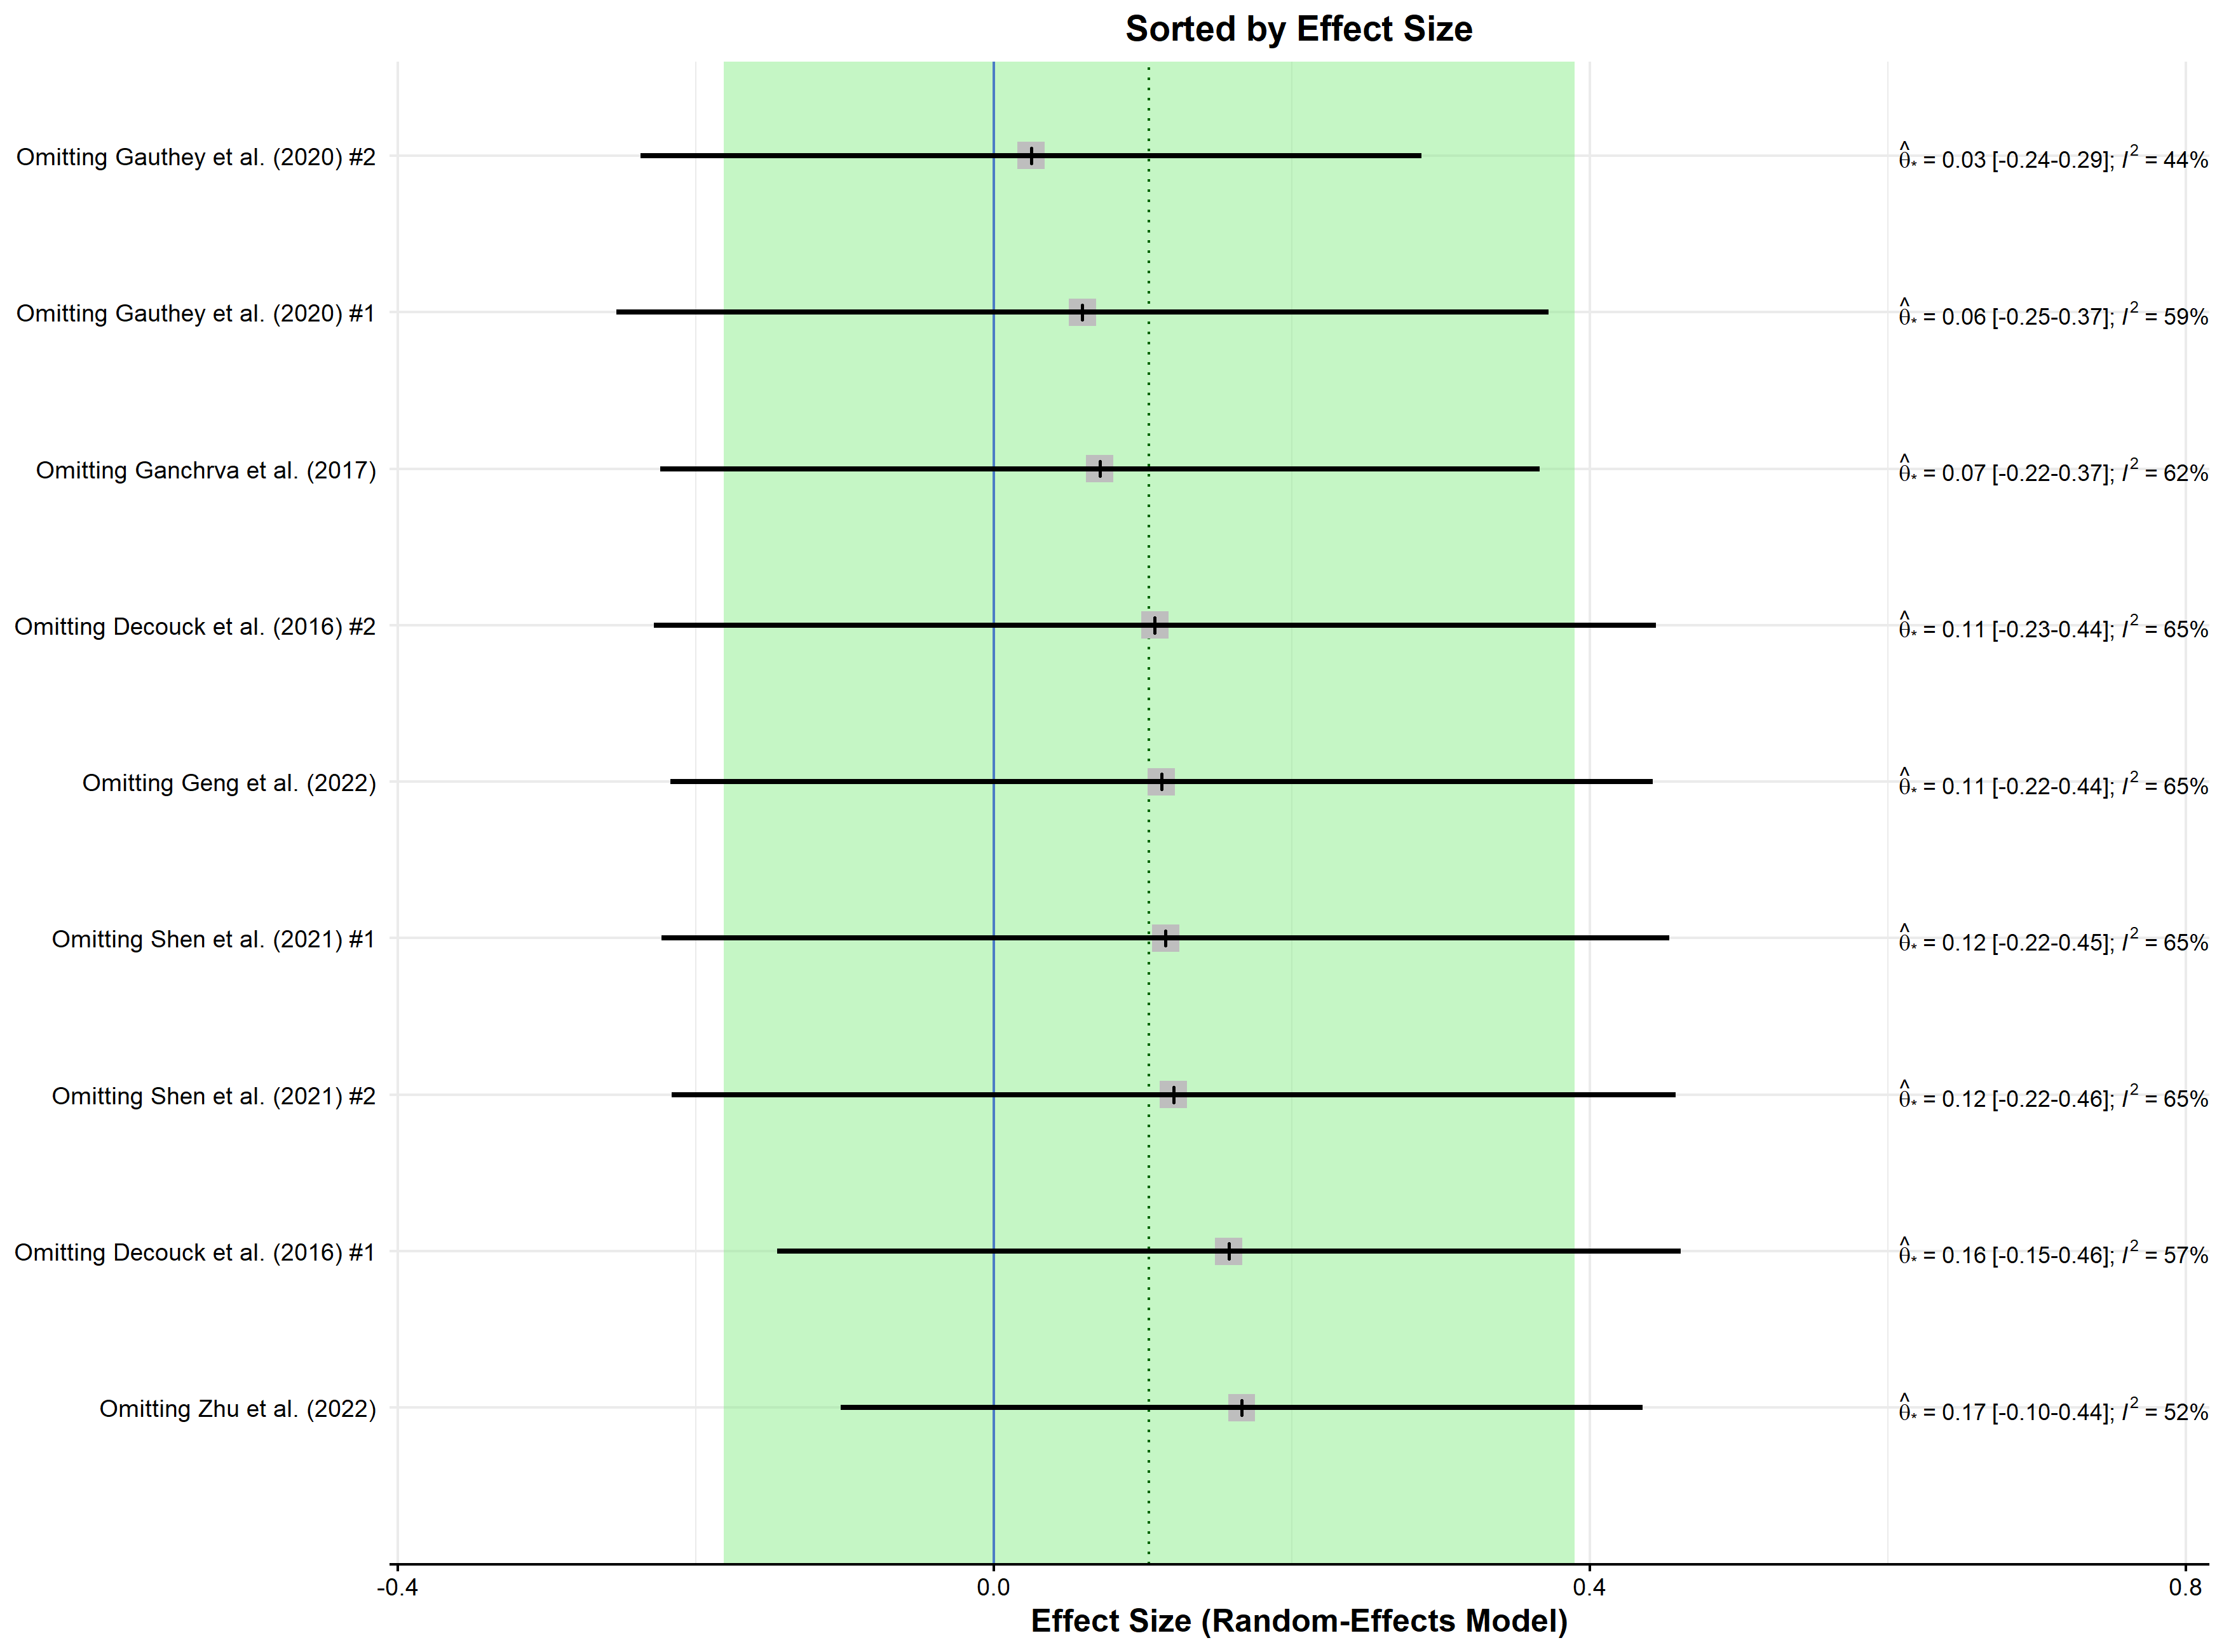 Sorted by Effect Size
Omitting Gauthey et al. (2020) #2 θ̂* = 0.03 [-0.24-0.29]; I² = 44%
Omitting Gauthey et al. (2020) #1 θ̂* = 0.06 [-0.25-0.37]; I² = 59%
Omitting Ganchrva et al. (2017) θ̂* = 0.07 [-0.22-0.37]; I² = 62%
Omitting Decouck et al. (2016) #2 θ̂* = 0.11 [-0.23-0.44]; I² = 65%
Omitting Geng et al. (2022) θ̂* = 0.11 [-0.22-0.44]; I² = 65%
Omitting Shen et al. (2021) #1 θ̂* = 0.12 [-0.22-0.45]; I² = 65%
Omitting Shen et al. (2021) #2 θ̂* = 0.12 [-0.22-0.46]; I² = 65%
Omitting Decouck et al. (2016) #1 θ̂* = 0.16 [-0.15-0.46]; I² = 57%
Omitting Zhu et al. (2022) θ̂* = 0.17 [-0.10-0.44]; I² = 52%
-0.4 0.0 0.4 0.8
Effect Size (Random-Effects Model)